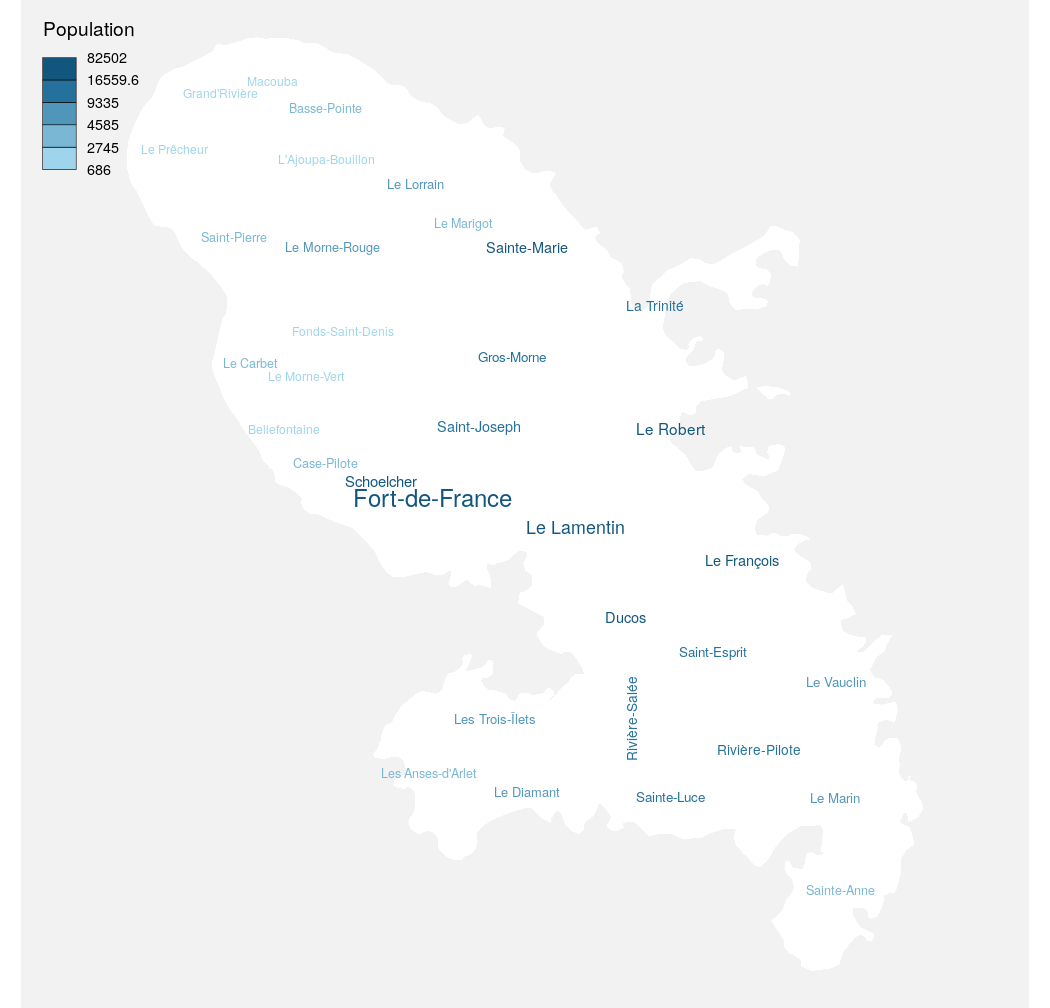 Population
82502
16559.6
9335
4585
2745
686
Macouba
Grand'Rivière
Basse-Pointe
Le Prêcheur
L'Ajoupa-Bouillon
Le Lorrain
Le Marigot
Saint-Pierre
Le Morne-Rouge
Sainte-Marie
La Trinité
Fonds-Saint-Denis
Gros-Morne
Le Carbet
Le Morne-Vert
Saint-Joseph
Bellefontaine
Le Robert
Case-Pilote
Schoelcher
Fort-de-France
Le Lamentin
Le François
Ducos
Saint-Esprit
Le Vauclin
Rivière-Salée
Les Trois-Îlets
Rivière-Pilote
Les Anses-d'Arlet
Le Diamant
Sainte-Luce
Le Marin
Sainte-Anne